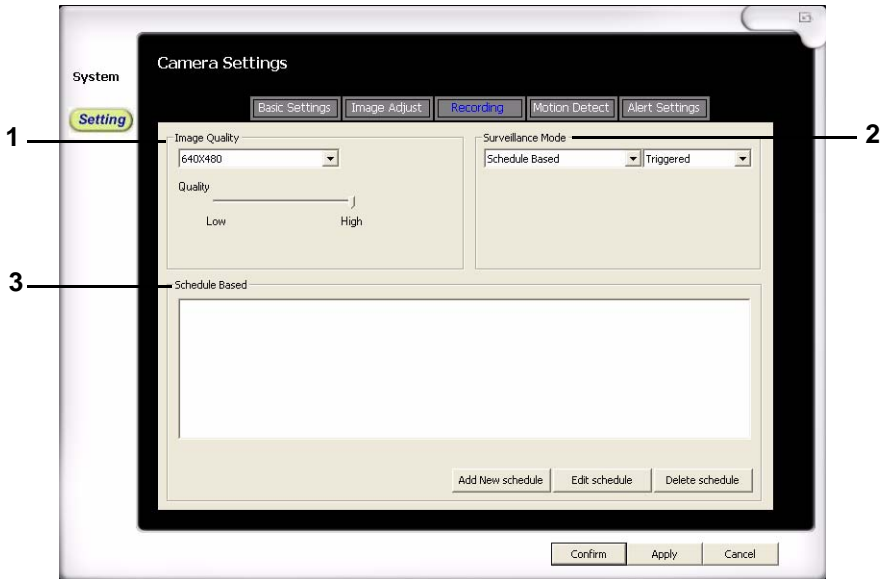 System
Setting
Camera Settings
Basic Settings Image Adjust Recording Motion Detect Alert Settings
1
Image Quality
640X480
Quality
Low High
2
Surveillance Mode
Schedule Based Triggered
3
Schedule Based
Add New schedule Edit schedule Delete schedule
Confirm Apply Cancel